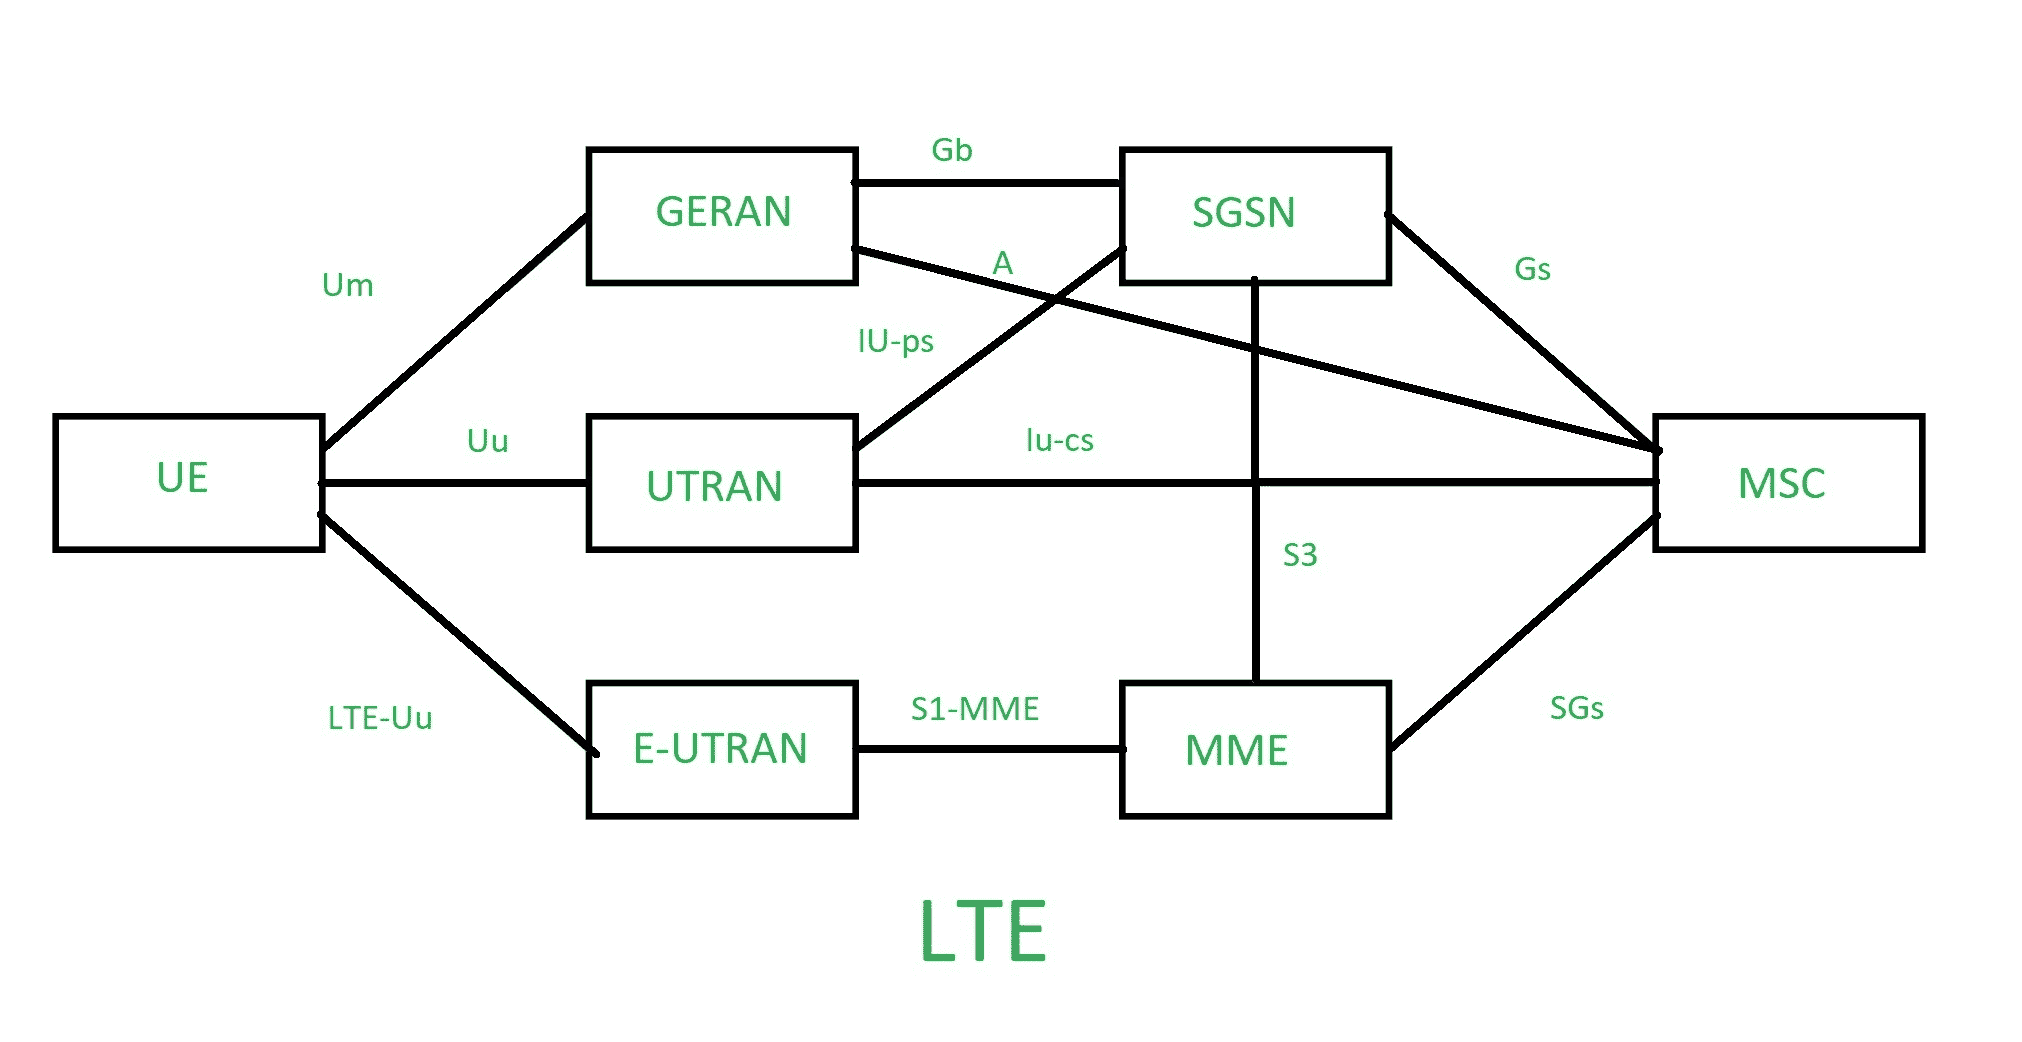 Gb
GERAN
SGSN
A
Gs
Um
IU-ps
Uu
Iu-cs
UE
UTRAN
MSC
S3
LTE-Uu
S1-MME
SGs
E-UTRAN
MME
LTE